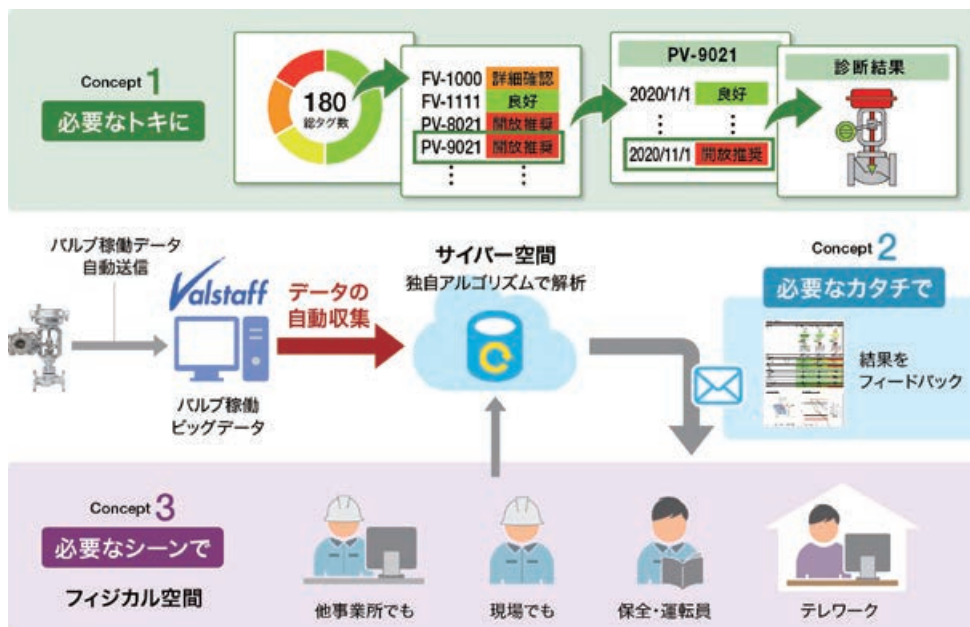 Concept 1
必要なトキに
180
総タグ数
FV-1000 詳細確認
FV-1111 良好
PV-8021 開放推奨
PV-9021 開放推奨
⋮ ⋮
PV-9021
2020/1/1 良好
⋮ ⋮
2020/11/1 開放推奨
診断結果
バルブ稼働データ
自動送信
Valstaff
バルブ稼働
ビッグデータ
データの
自動収集
サイバー空間
独自アルゴリズムで解析
Concept 2
必要なカタチで
結果を
フィードバック
Concept 3
必要なシーンで
フィジカル空間
他事業所でも
現場でも
保全・運転員
テレワーク